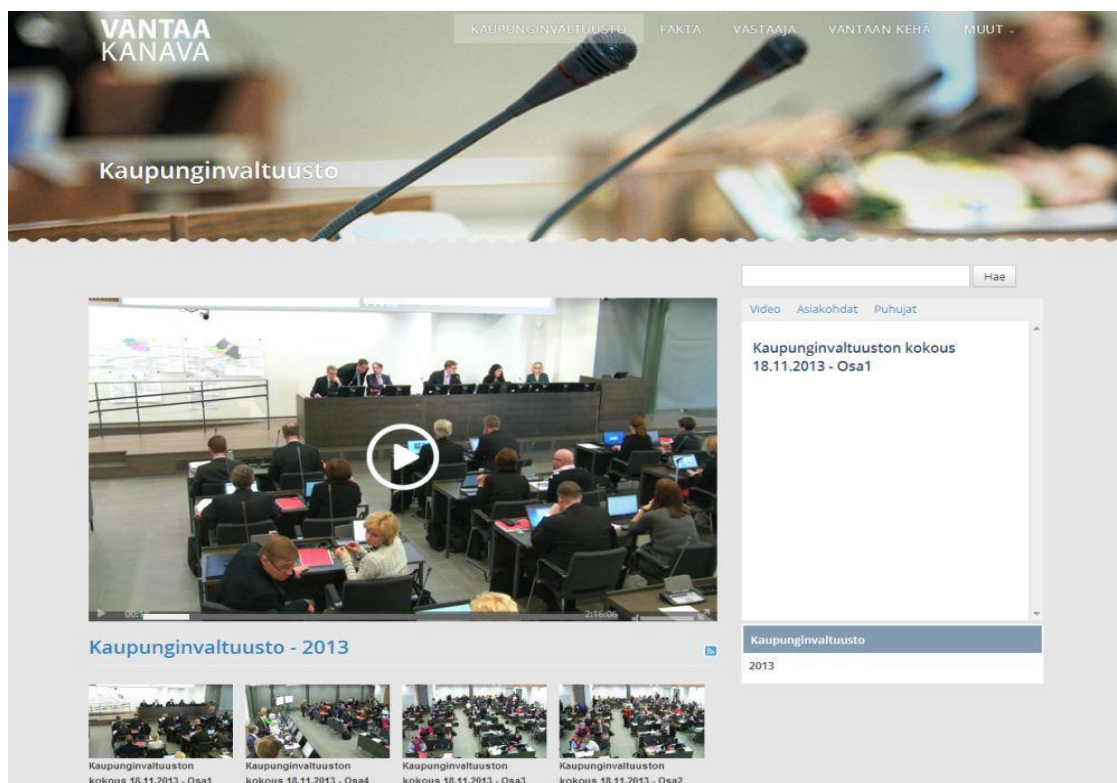 VANTAA
KANAVA
KAUPUNGINVALTUUSTO FAKTA VASTAAJA VANTAAN KEHÄ MUUT
Kaupunginvaltuusto
Hae
Video Asiakohdat Puhujat
Kaupunginvaltuuston kokous
18.11.2013 - Osa1
2:16:06
Kaupunginvaltuusto - 2013
Kaupunginvaltuusto
2013
Kaupunginvaltuuston
kokous 18.11.2013 - Osa1
Kaupunginvaltuuston
kokous 18.11.2013 - Osa4
Kaupunginvaltuuston
kokous 18.11.2013 - Osa3
Kaupunginvaltuuston
kokous 18.11.2013 - Osa2